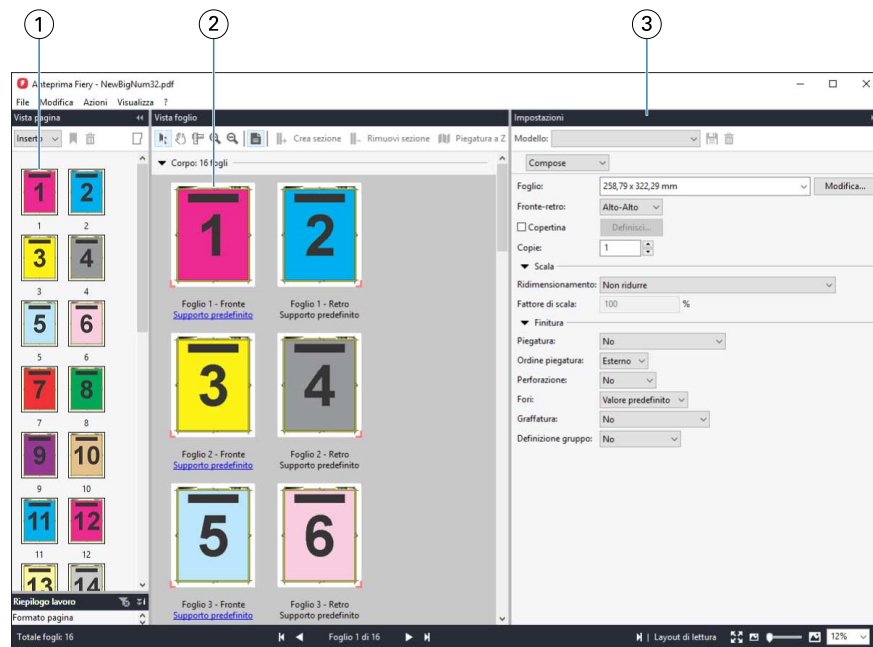 1 2 3
Anteprima Fiery - NewBigNum32.pdf
File Modifica Azioni Visualizza ?
Vista pagina
Inserto
1 2
1 2
3 4
3 4
5 6
5 6
7 8
7 8
9 10
9 10
11 12
11 12
13 14
Riepilogo lavoro
Formato pagina
Vista foglio
Crea sezione Rimuovi sezione Piegatura a Z
Corpo: 16 fogli
1 2
Foglio 1 - Fronte Foglio 1 - Retro
Supporto predefinito Supporto predefinito
3 4
Foglio 2 - Fronte Foglio 2 - Retro
Supporto predefinito Supporto predefinito
5 6
Foglio 3 - Fronte Foglio 3 - Retro
Supporto predefinito Supporto predefinito
Impostazioni
Modello:
Compose
Foglio: 258,79 x 322,29 mm Modifica...
Fronte-retro: Alto-Alto
Copertina Definisci...
Copie: 1
Scala
Ridimensionamento: Non ridurre
Fattore di scala: 100 %
Finitura
Piegatura: No
Ordine piegatura: Esterno
Perforazione: No
Fori: Valore predefinito
Graffatura: No
Definizione gruppo: No
Totale fogli: 16 Foglio 1 di 16 | Layout di lettura 12%